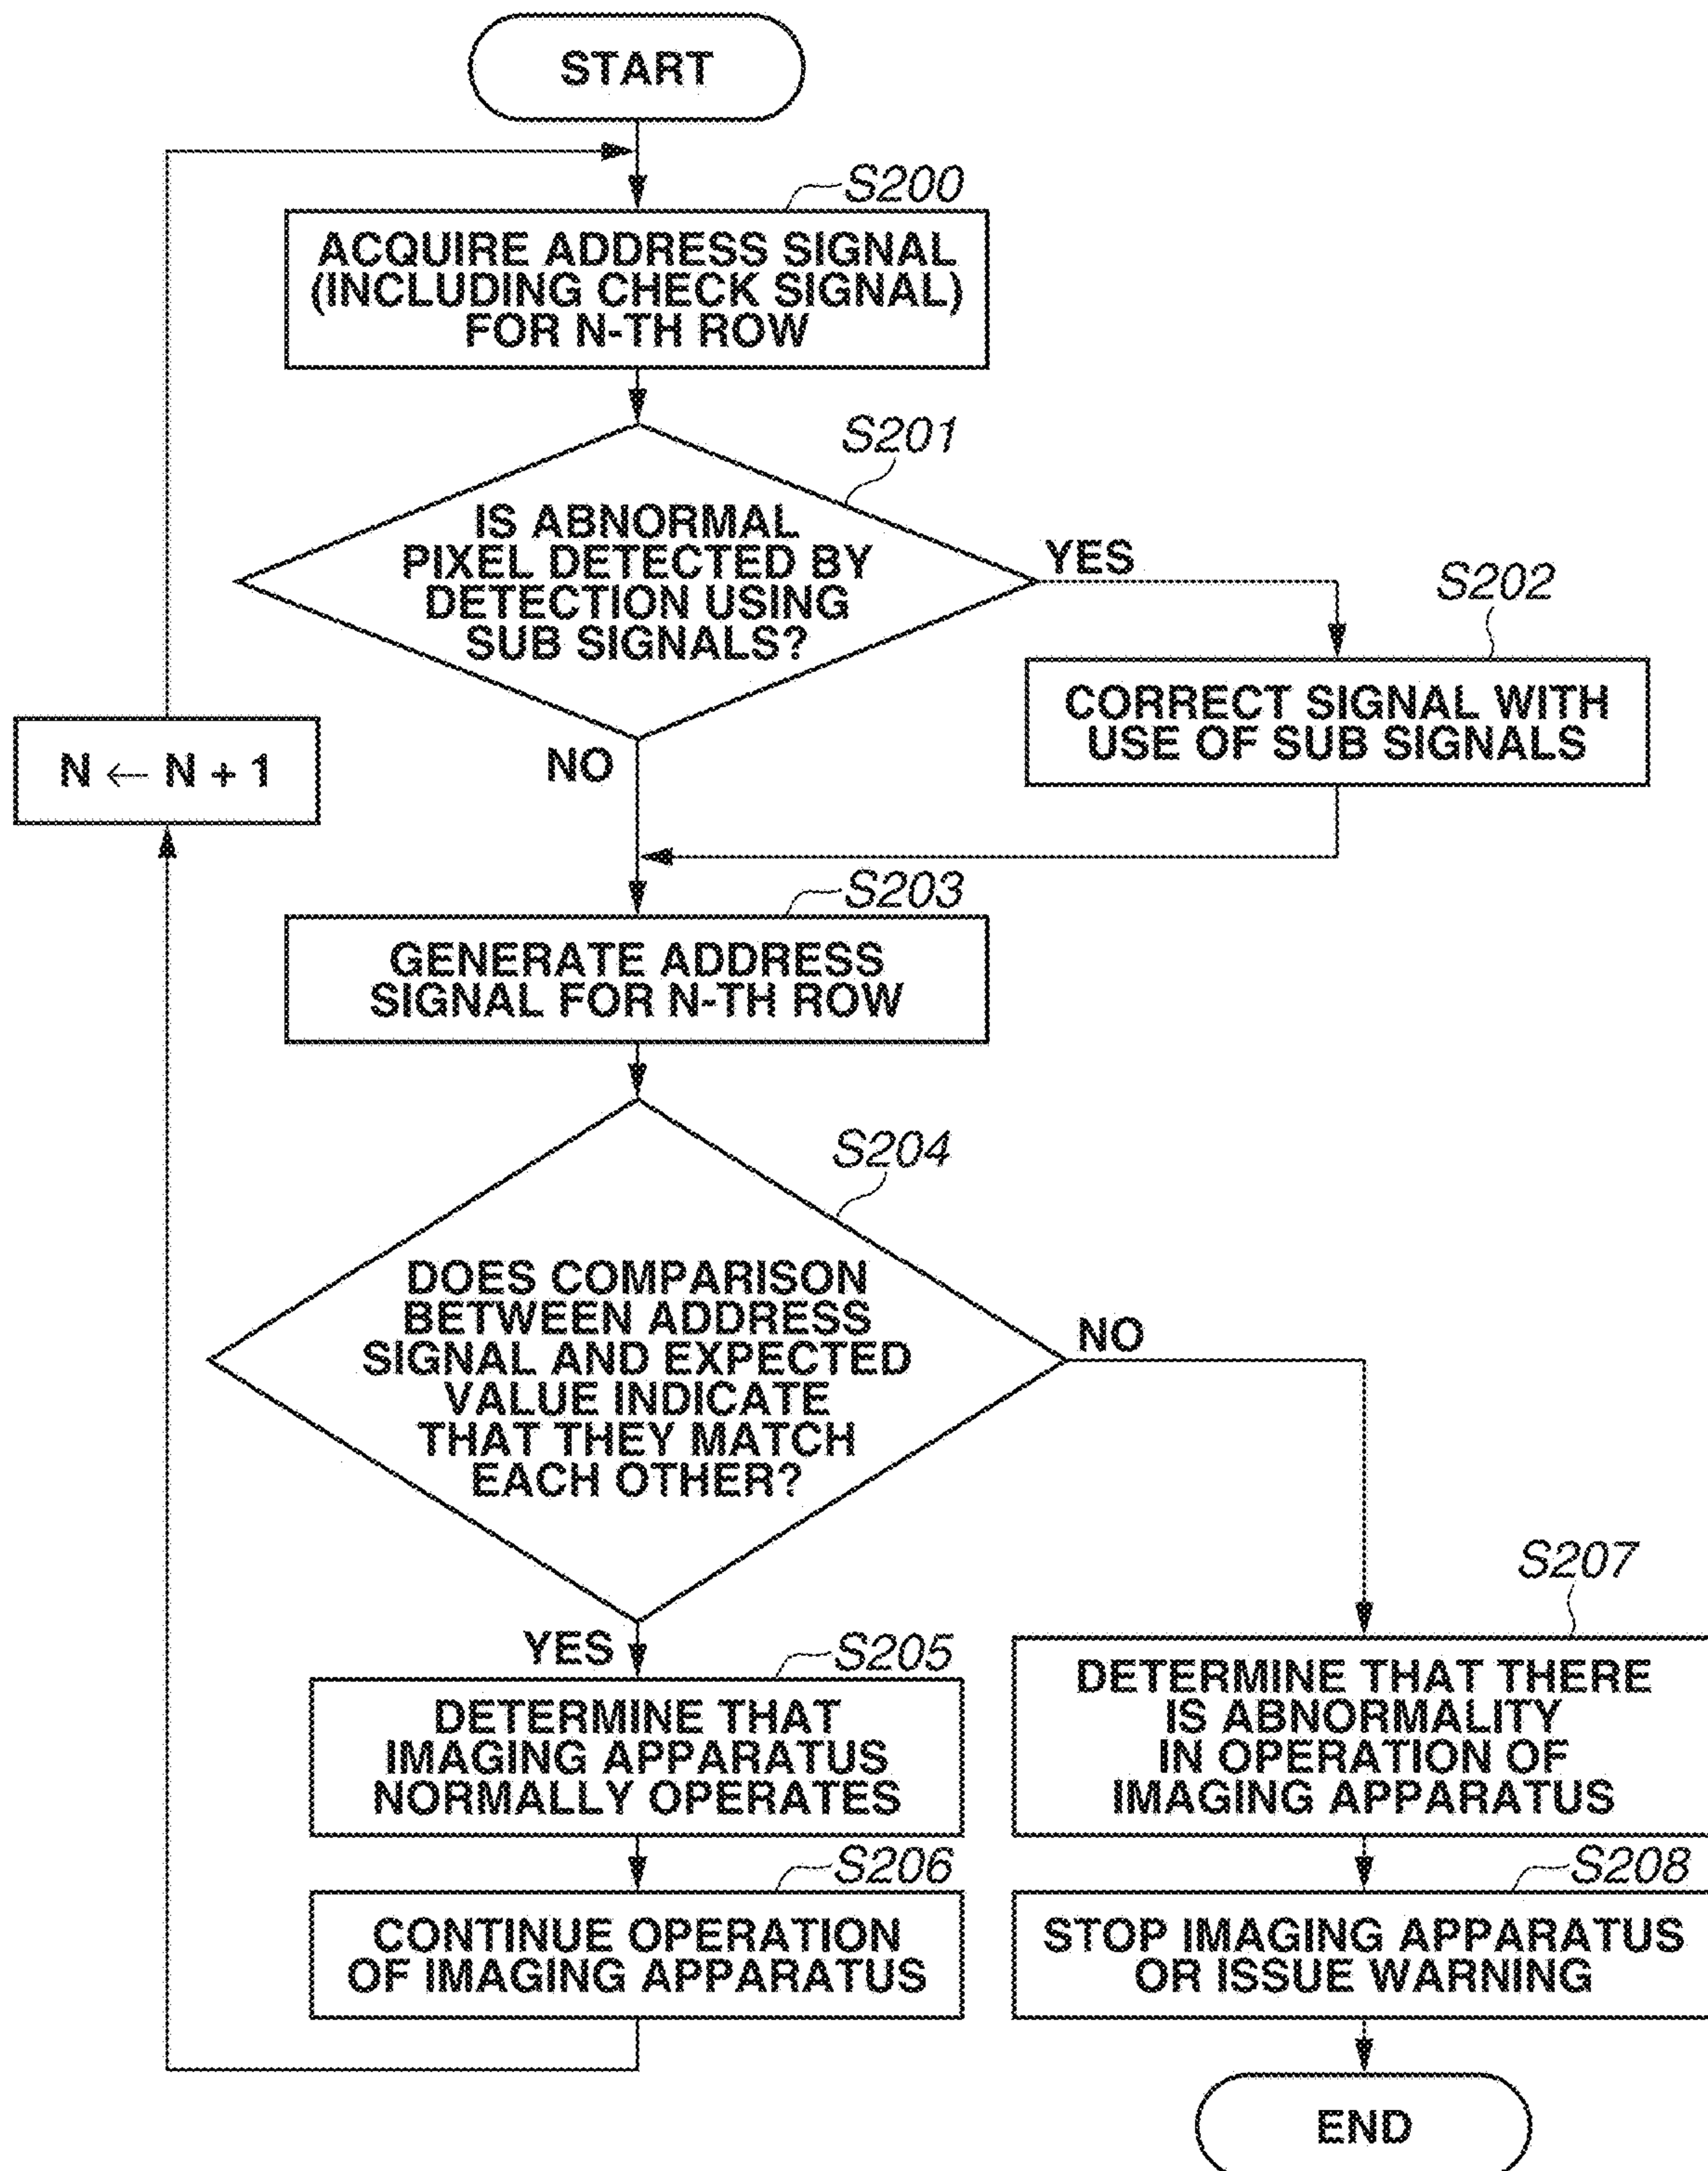 START
S200
ACQUIRE ADDRESS SIGNAL
(INCLUDING CHECK SIGNAL)
FOR N-TH ROW
S201
IS ABNORMAL
PIXEL DETECTED BY
DETECTION USING
SUB SIGNALS?
YES
S202
CORRECT SIGNAL WITH
USE OF SUB SIGNALS
N ← N + 1
NO
S203
GENERATE ADDRESS
SIGNAL FOR N-TH ROW
S204
DOES COMPARISON
BETWEEN ADDRESS
SIGNAL AND EXPECTED
VALUE INDICATE
THAT THEY MATCH
EACH OTHER?
NO
YES
S205
DETERMINE THAT
IMAGING APPARATUS
NORMALLY OPERATES
S207
DETERMINE THAT THERE
IS ABNORMALITY
IN OPERATION OF
IMAGING APPARATUS
S206
CONTINUE OPERATION
OF IMAGING APPARATUS
S208
STOP IMAGING APPARATUS
OR ISSUE WARNING
END